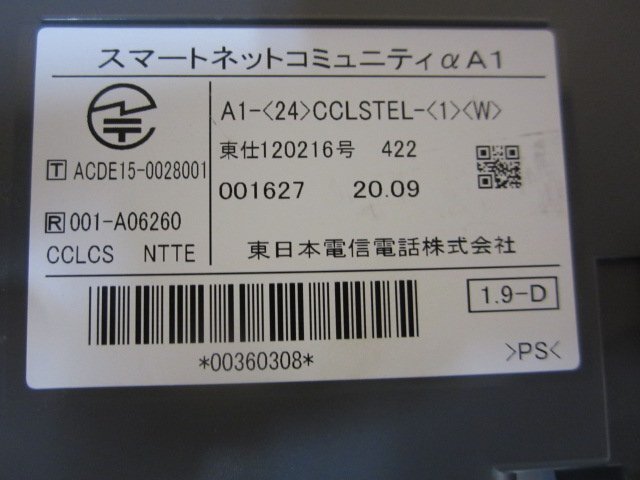 スマートネットコミュニティαA1
A1-<24>CCLSTEL-<1><W>
東仕120216号 422
T ACDE15-0028001
001627 20.09
R 001-A06260
CCLCS NTTE
東日本電信電話株式会社
1.9-D
*00360308*
>PS<